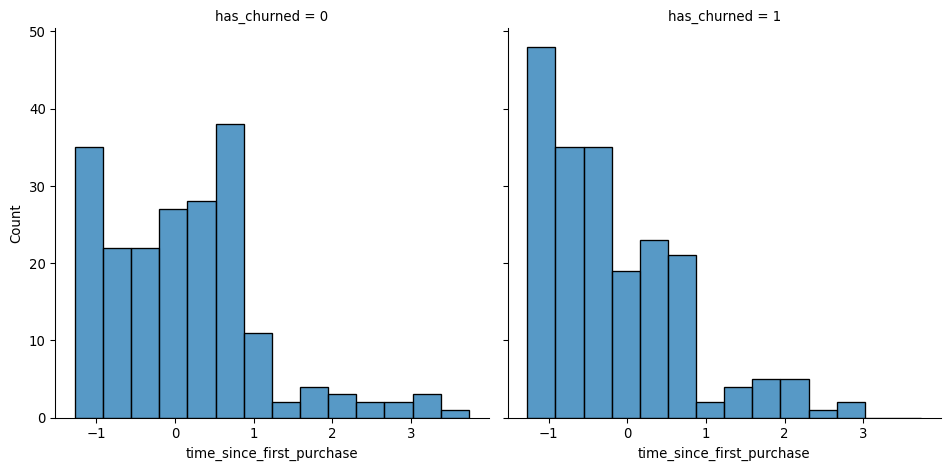 has_churned = 0
has_churned = 1
50
40
30
20
10
0
Count
−1 0 1 2 3
−1 0 1 2 3
time_since_first_purchase
time_since_first_purchase